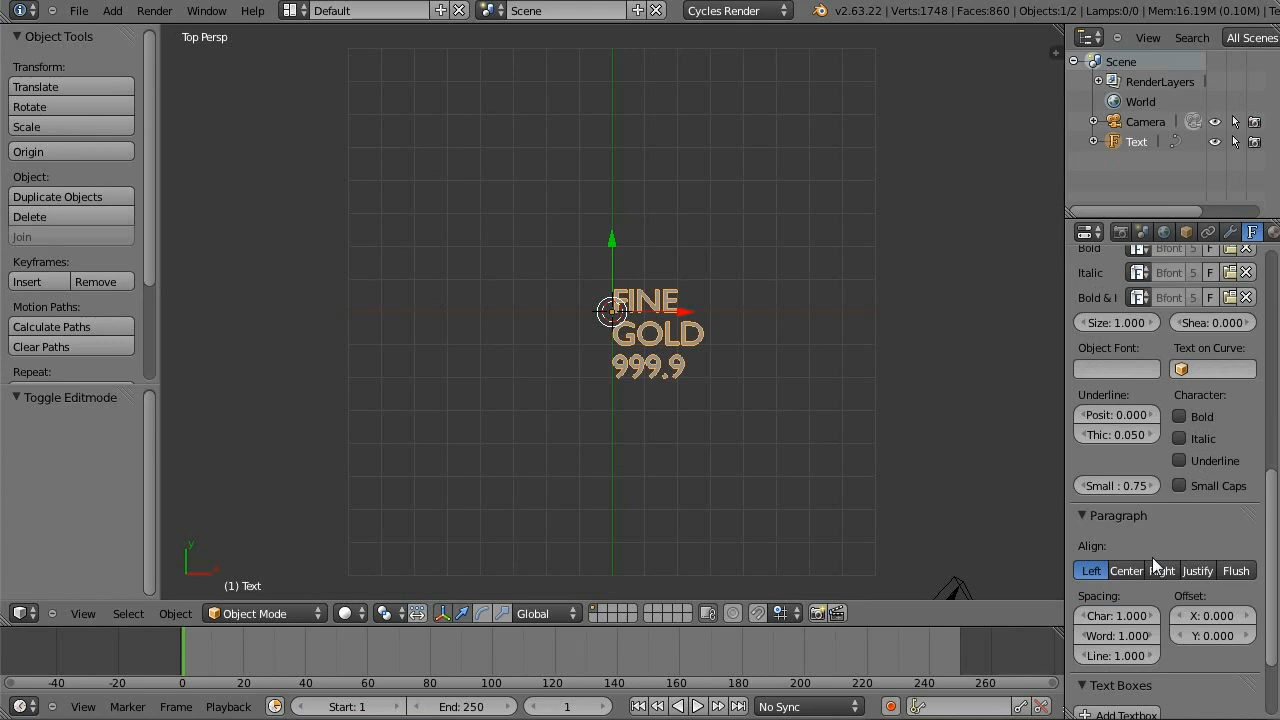 File Add Render Window Help Default Scene Cycles Render v2.63.22 | Verts:1748 | Faces:860 | Objects:1/2 | Lamps:0/0 | Mem:16.19M (0.10M) |
Object Tools
Transform:
Translate
Rotate
Scale
Origin
Object:
Duplicate Objects
Delete
Join
Keyframes:
Insert Remove
Motion Paths:
Calculate Paths
Clear Paths
Repeat:
Toggle Editmode
Top Persp
FINE
GOLD
999.9
y
x
(1) Text
View Search All Scenes
Scene
RenderLayers
World
Camera
Text
Bold Bfont 5 F
Italic Bfont 5 F
Bold & I Bfont 5 F
Size: 1.000 Shea: 0.000
Object Font: Text on Curve:
Underline: Character:
Posit: 0.000 Bold
Thic: 0.050 Italic
Underline
Small : 0.75 Small Caps
Paragraph
Align:
Left Center Right Justify Flush
Spacing: Offset:
Char: 1.000 X: 0.000
Word: 1.000 Y: 0.000
Line: 1.000
Text Boxes
Add Textbox
View Select Object Object Mode Global
-40 -20 0 20 40 60 80 100 120 140 160 180 200 220 240 260
View Marker Frame Playback Start: 1 End: 250 1 No Sync